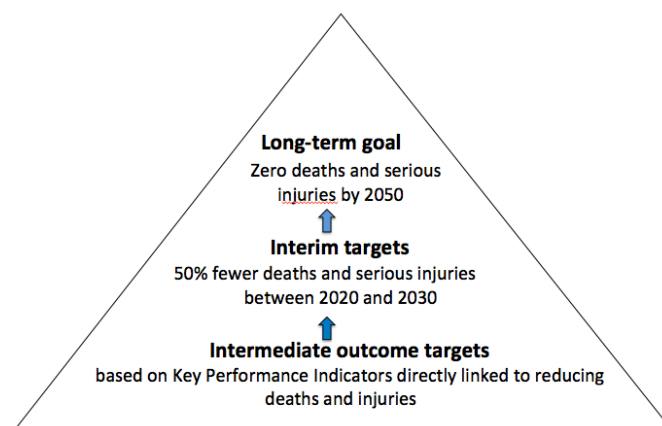 Long-term goal
Zero deaths and serious
injuries by 2050
Interim targets
50% fewer deaths and serious injuries
between 2020 and 2030
Intermediate outcome targets
based on Key Performance Indicators directly linked to reducing
deaths and injuries